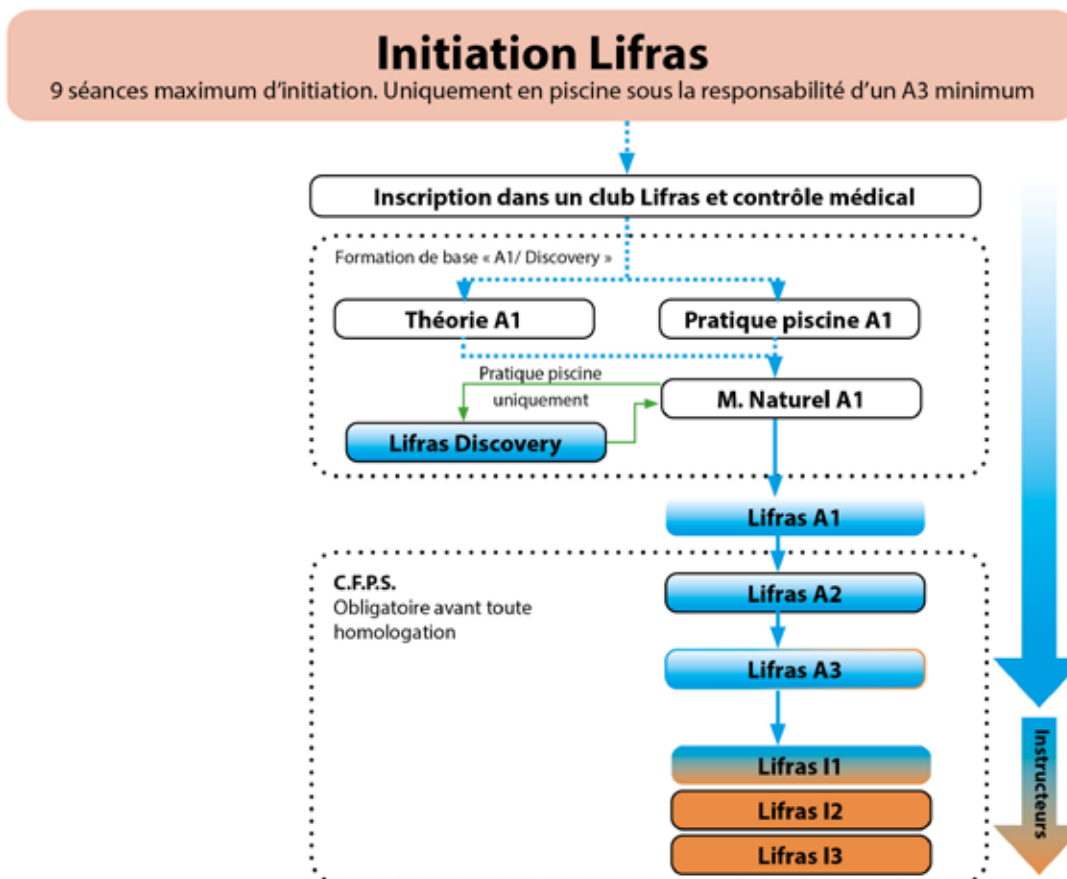 Initiation Lifras
9 séances maximum d'initiation. Uniquement en piscine sous la responsabilité d'un A3 minimum
Inscription dans un club Lifras et contrôle médical
Formation de base « A1/ Discovery »
Théorie A1
Pratique piscine A1
Pratique piscine
uniquement
M. Naturel A1
Lifras Discovery
Lifras A1
C.F.P.S.
Obligatoire avant toute
homologation
Lifras A2
Lifras A3
Lifras I1
Lifras I2
Lifras I3
Instructeurs